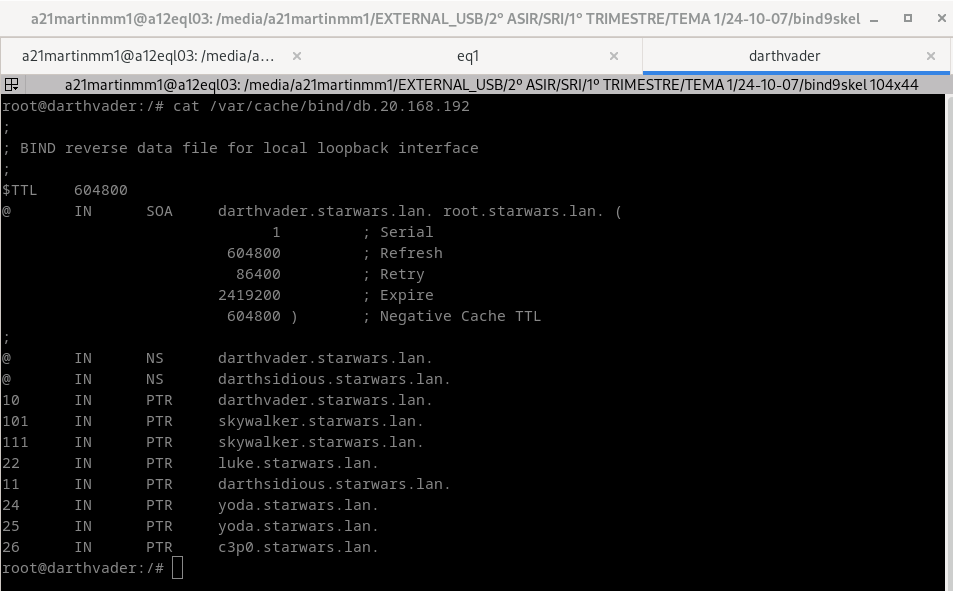 a21martinmm1@a12eql03: /media/a21martinmm1/EXTERNAL_USB/2º ASIR/SRI/1º TRIMESTRE/TEMA 1/24-10-07/bind9skel
a21martinmm1@a12eql03: /media/a... × eq1 × darthvader ×
a21martinmm1@a12eql03: /media/a21martinmm1/EXTERNAL_USB/2º ASIR/SRI/1º TRIMESTRE/TEMA 1/24-10-07/bind9skel 104x44
root@darthvader:/# cat /var/cache/bind/db.20.168.192
;
; BIND reverse data file for local loopback interface
;
$TTL    604800
@       IN      SOA     darthvader.starwars.lan. root.starwars.lan. (
                              1         ; Serial
                         604800         ; Refresh
                          86400         ; Retry
                        2419200         ; Expire
                         604800 )       ; Negative Cache TTL
;
@       IN      NS      darthvader.starwars.lan.
@       IN      NS      darthsidious.starwars.lan.
10      IN      PTR     darthvader.starwars.lan.
101     IN      PTR     skywalker.starwars.lan.
111     IN      PTR     skywalker.starwars.lan.
22      IN      PTR     luke.starwars.lan.
11      IN      PTR     darthsidious.starwars.lan.
24      IN      PTR     yoda.starwars.lan.
25      IN      PTR     yoda.starwars.lan.
26      IN      PTR     c3p0.starwars.lan.
root@darthvader:/#